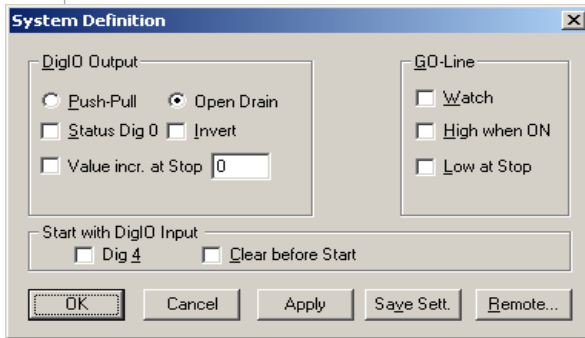 System Definition
DigIO Output
Push-Pull Open Drain
Status Dig 0 Invert
Value incr. at Stop 0
GO-Line
Watch
High when ON
Low at Stop
Start with DigIO Input
Dig 4 Clear before Start
OK Cancel Apply Save Sett. Remote...